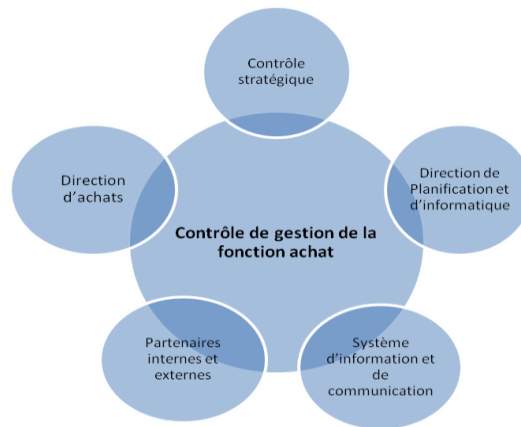 Contrôle
stratégique
Direction
d'achats
Direction de
Planification et
d'informatique
Contrôle de gestion de la
fonction achat
Partenaires
internes et
externes
Système
d'information et
de
communication